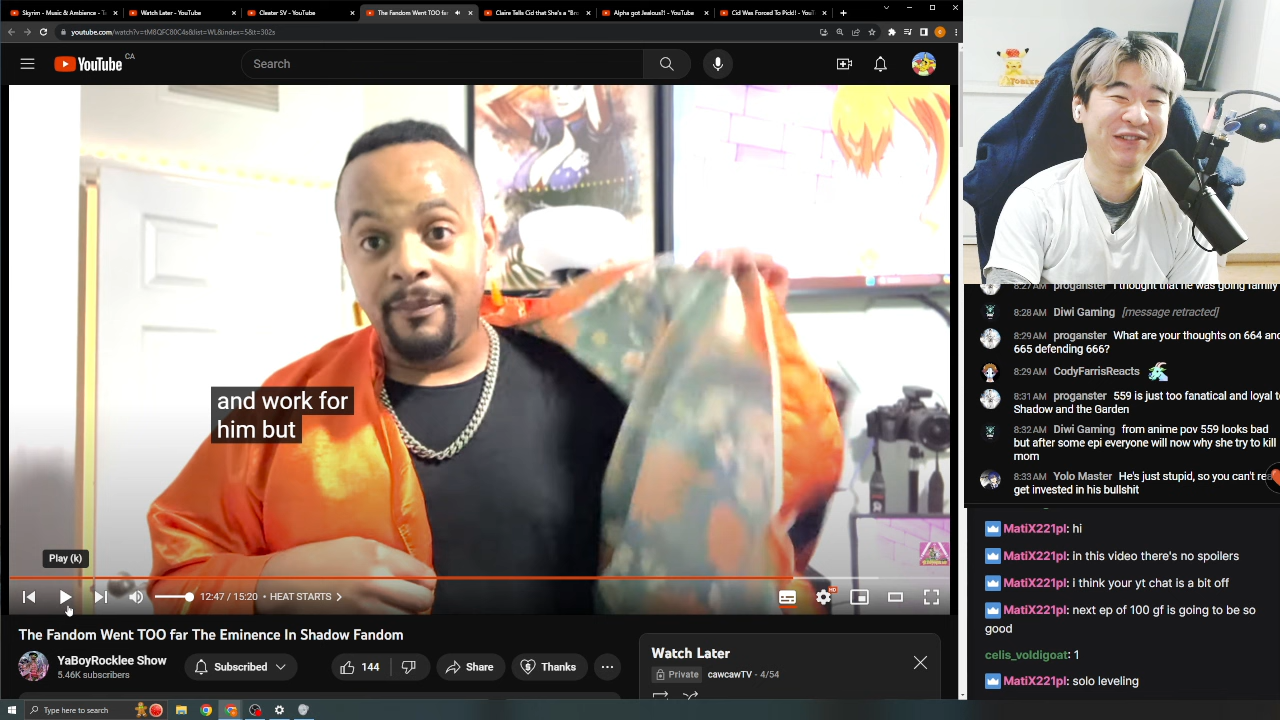 Skyrim - Music & Ambience - T
Watch Later - YouTube
Cleater SV - YouTube
The Fandom Went TOO far
Claire Tells Cid that She's a "Br
Alpha got Jealous?! - YouTube
Cid Was Forced To Pick!! - YouT
youtube.com/watch?v=tM8QFC80C4s&list=WL&index=5&t=302s
YouTube CA
Search
and work for
him but
Play (k)
12:47 / 15:20 • HEAT STARTS
HD
The Fandom Went TOO far The Eminence In Shadow Fandom
YaBoyRocklee Show
5.46K subscribers
Subscribed
144
Share
Thanks
Watch Later
Private cawcawTV - 4/54
Type here to search
8:27 AM proganster I thought that he was going family
8:28 AM Diwi Gaming [message retracted]
8:29 AM proganster What are your thoughts on 664 and
665 defending 666?
8:29 AM CodyFarrisReacts
8:31 AM proganster 559 is just too fanatical and loyal to
Shadow and the Garden
8:32 AM Diwi Gaming from anime pov 559 looks bad
but after some epi everyone will now why she try to kill
mom
8:33 AM Yolo Master He's just stupid, so you can't re
get invested in his bullshit
MatiX221pl: hi
MatiX221pl: in this video there's no spoilers
MatiX221pl: i think your yt chat is a bit off
MatiX221pl: next ep of 100 gf is going to be so
good
celis_voldigoat: 1
MatiX221pl: solo leveling